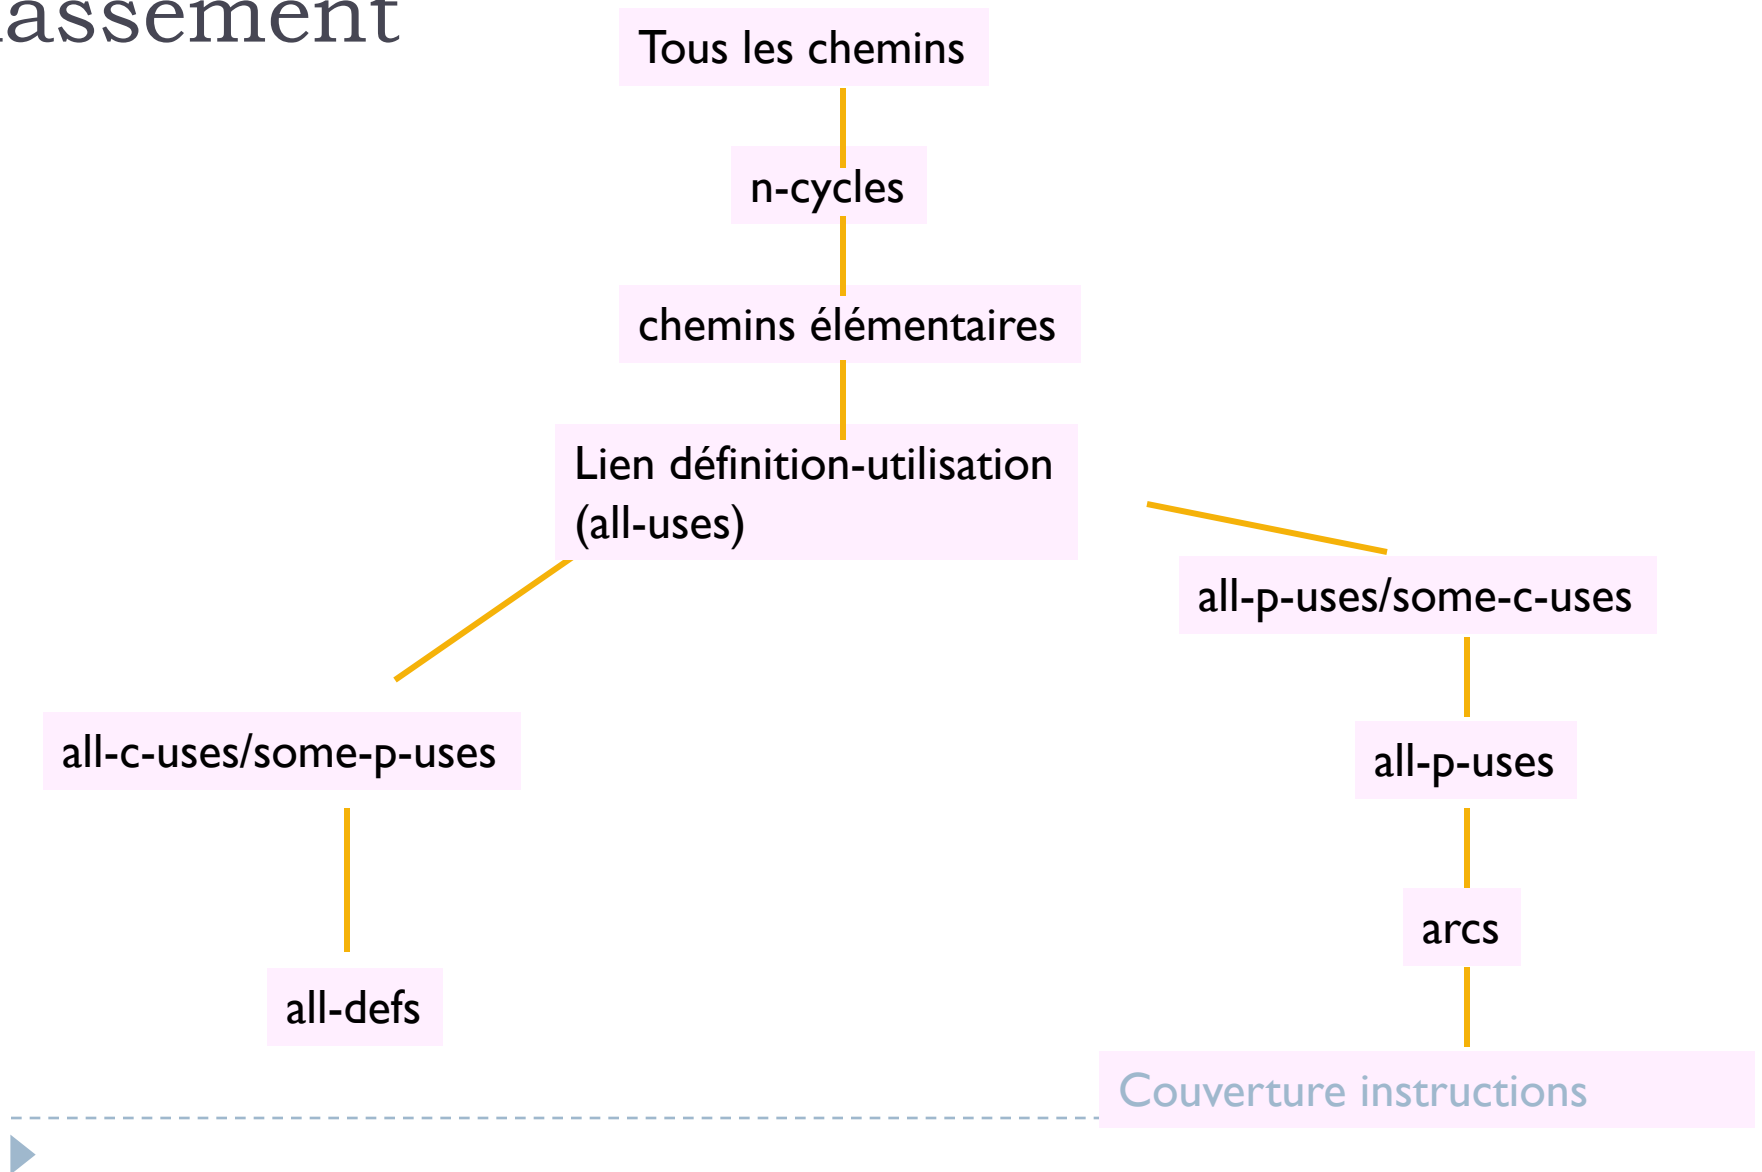 Tous les chemins
n-cycles
chemins élémentaires
Lien définition-utilisation
(all-uses)
all-p-uses/some-c-uses
all-c-uses/some-p-uses
all-p-uses
arcs
all-defs
Couverture instructions